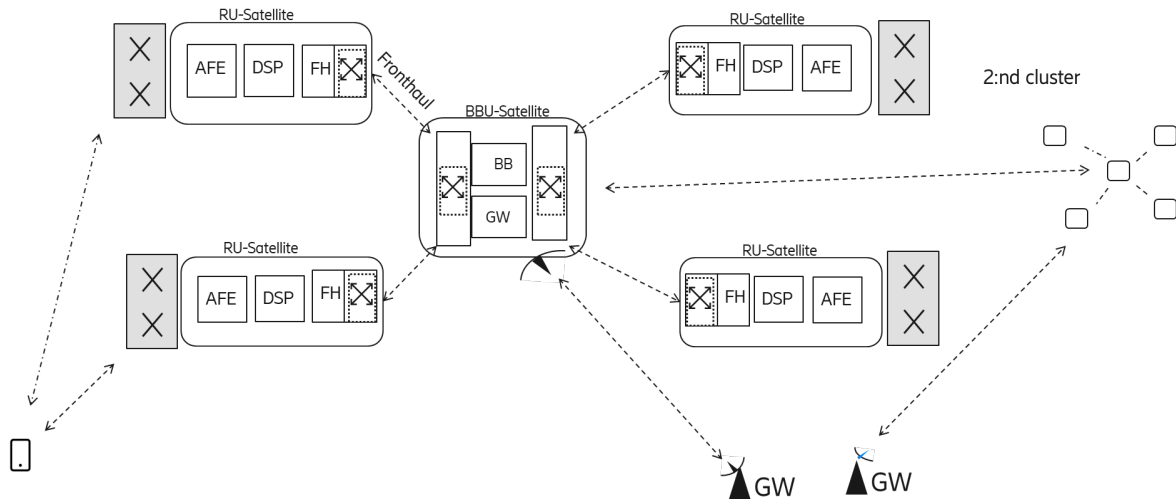 RU-Satellite
AFE
DSP
FH
Fronthaul
BBU-Satellite
BB
GW
RU-Satellite
FH
DSP
AFE
2:nd cluster
RU-Satellite
AFE
DSP
FH
RU-Satellite
FH
DSP
AFE
GW
GW